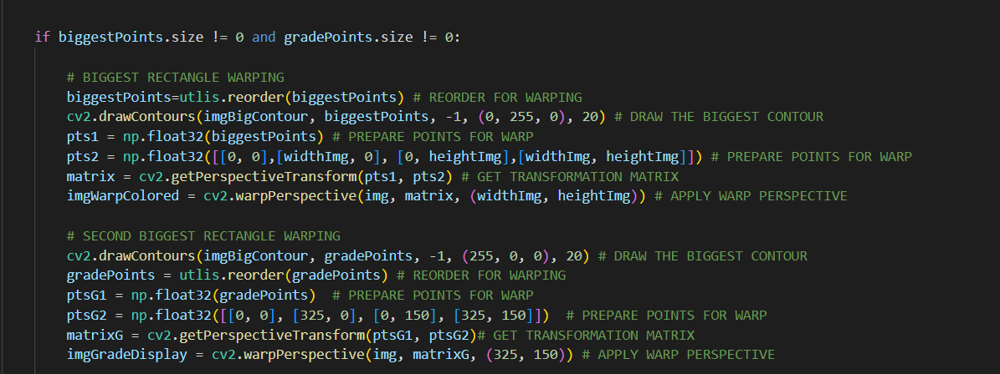 if biggestPoints.size != 0 and gradePoints.size != 0:
# BIGGEST RECTANGLE WARPING
biggestPoints=utlis.reorder(biggestPoints) # REORDER FOR WARPING
cv2.drawContours(imgBigContour, biggestPoints, -1, (0, 255, 0), 20) # DRAW THE BIGGEST CONTOUR
pts1 = np.float32(biggestPoints) # PREPARE POINTS FOR WARP
pts2 = np.float32([[0, 0],[widthImg, 0], [0, heightImg],[widthImg, heightImg]]) # PREPARE POINTS FOR WARP
matrix = cv2.getPerspectiveTransform(pts1, pts2) # GET TRANSFORMATION MATRIX
imgWarpColored = cv2.warpPerspective(img, matrix, (widthImg, heightImg)) # APPLY WARP PERSPECTIVE
# SECOND BIGGEST RECTANGLE WARPING
cv2.drawContours(imgBigContour, gradePoints, -1, (255, 0, 0), 20) # DRAW THE BIGGEST CONTOUR
gradePoints = utlis.reorder(gradePoints) # REORDER FOR WARPING
ptsG1 = np.float32(gradePoints)  # PREPARE POINTS FOR WARP
ptsG2 = np.float32([[0, 0], [325, 0], [0, 150], [325, 150]])  # PREPARE POINTS FOR WARP
matrixG = cv2.getPerspectiveTransform(ptsG1, ptsG2)# GET TRANSFORMATION MATRIX
imgGradeDisplay = cv2.warpPerspective(img, matrixG, (325, 150)) # APPLY WARP PERSPECTIVE